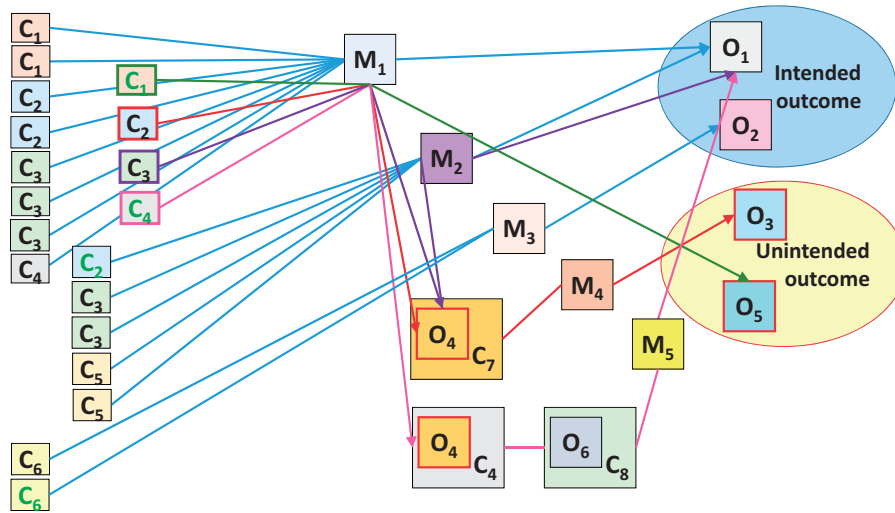 C1
C1
C2
C2
C3
C3
C3
C4
C1
C2
C3
C4
C2
C3
C3
C5
C5
C6
C6
M1
M2
M3
M4
M5
O4
C7
O4
C4
O6
C8
O1
Intended
outcome
O2
O3
Unintended
outcome
O5